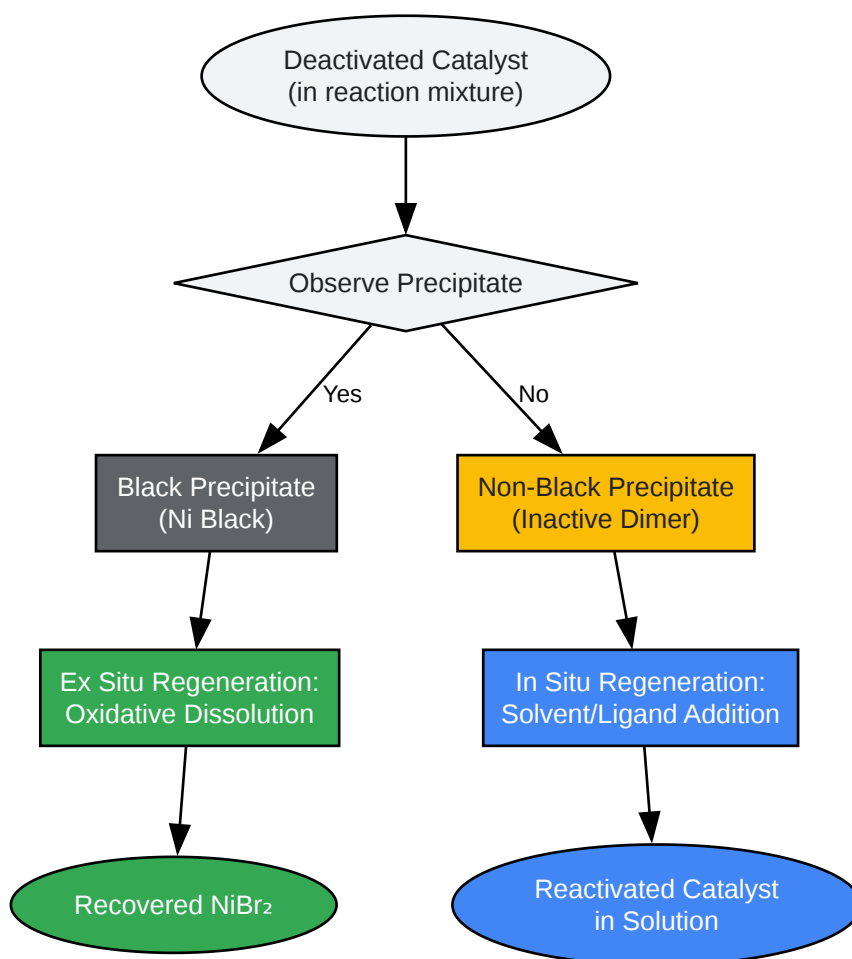 Deactivated Catalyst
(in reaction mixture)
Observe Precipitate
Yes
No
Black Precipitate
(Ni Black)
Non-Black Precipitate
(Inactive Dimer)
Ex Situ Regeneration:
Oxidative Dissolution
In Situ Regeneration:
Solvent/Ligand Addition
Recovered NiBr₂
Reactivated Catalyst
in Solution